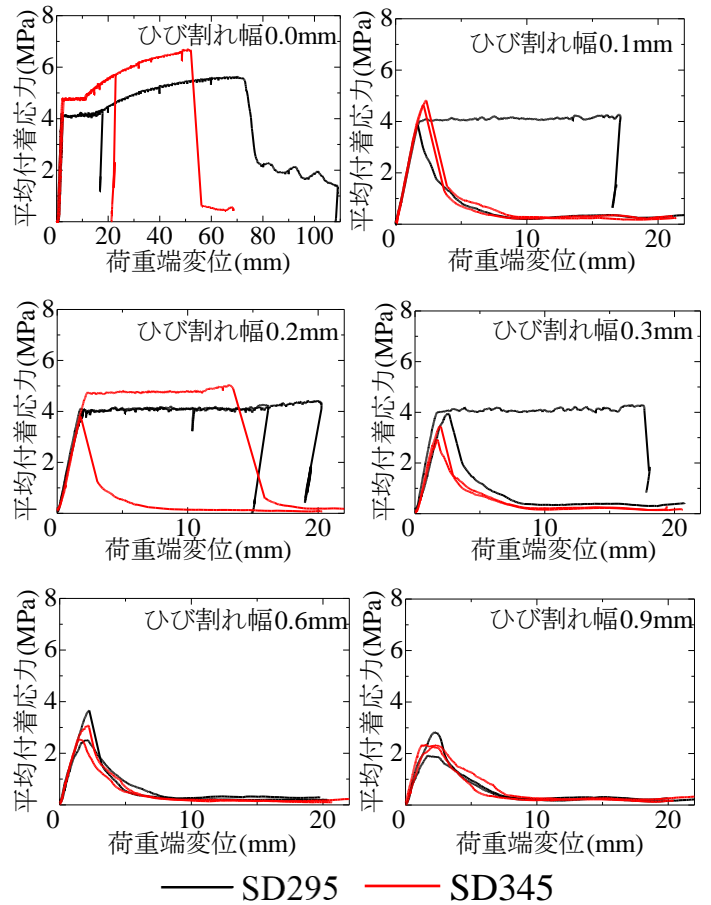 ひび割れ幅0.0mm
平均付着応力(MPa)
8
6
4
2
0 20 40 60 80 100
荷重端変位(mm)
ひび割れ幅0.1mm
平均付着応力(MPa)
8
6
4
2
0 10 20
荷重端変位(mm)
ひび割れ幅0.2mm
平均付着応力(MPa)
8
6
4
2
0 10 20
荷重端変位(mm)
ひび割れ幅0.3mm
平均付着応力(MPa)
8
6
4
2
0 10 20
荷重端変位(mm)
ひび割れ幅0.6mm
平均付着応力(MPa)
8
6
4
2
0 10 20
荷重端変位(mm)
ひび割れ幅0.9mm
平均付着応力(MPa)
8
6
4
2
0 10 20
荷重端変位(mm)
SD295 SD345